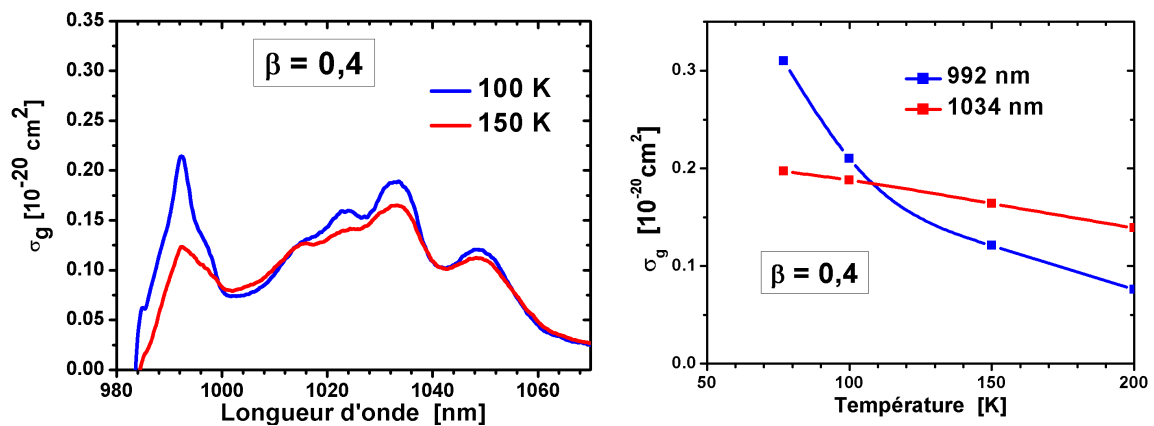 0.35
0.30
0.25
0.20
0.15
0.10
0.05
0.00
σg [10-20 cm2]
β = 0,4
100 K
150 K
980 1000 1020 1040 1060
Longueur d'onde [nm]
0.3
0.2
0.1
0.0
σg [10-20cm2]
992 nm
1034 nm
β = 0,4
50 100 150 200
Température [K]